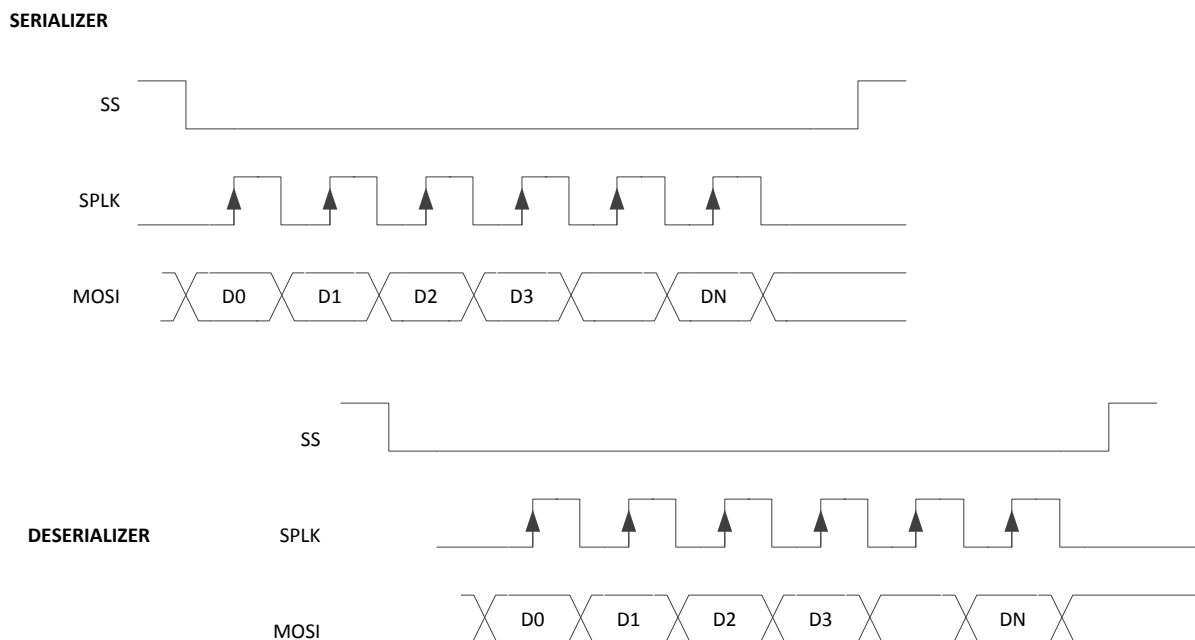 SERIALIZER
SS
SPLK
MOSI D0 D1 D2 D3 DN
SS
DESERIALIZER SPLK
MOSI D0 D1 D2 D3 DN